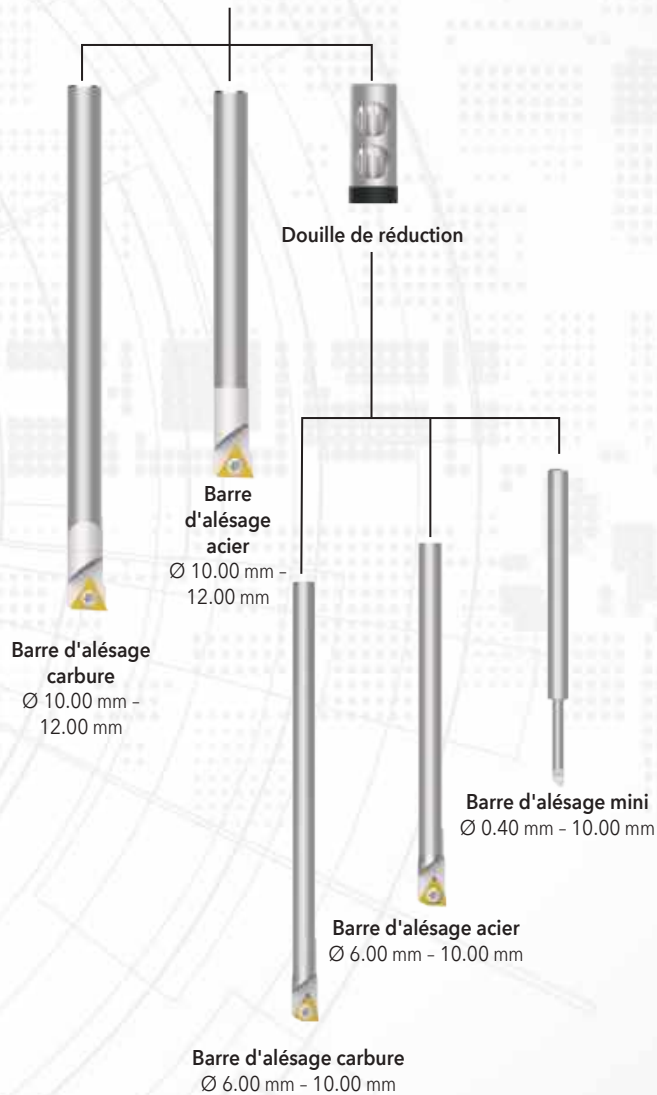 Douille de réduction
Barre
d'alésage
acier
Ø 10.00 mm –
12.00 mm
Barre d'alésage
carbure
Ø 10.00 mm –
12.00 mm
Barre d'alésage mini
Ø 0.40 mm – 10.00 mm
Barre d'alésage acier
Ø 6.00 mm – 10.00 mm
Barre d'alésage carbure
Ø 6.00 mm – 10.00 mm